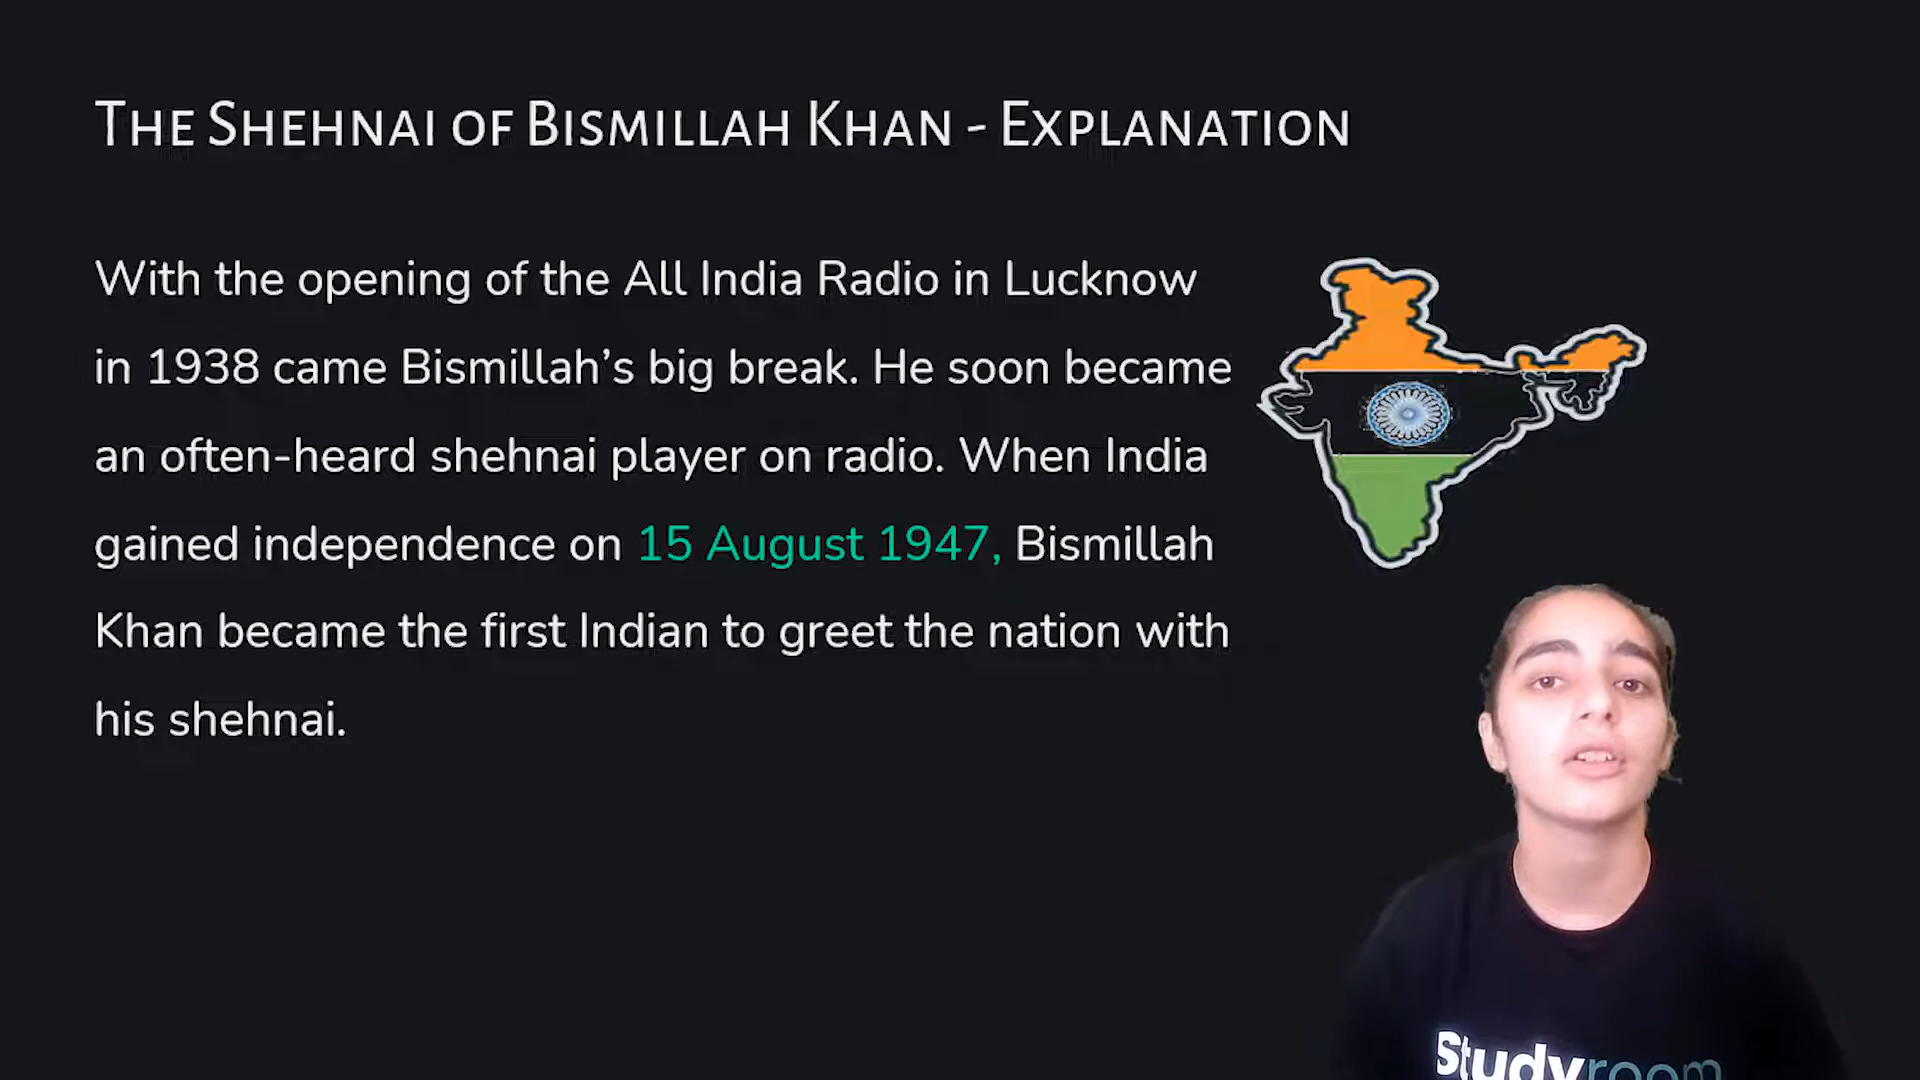 The Shehnai of Bismillah Khan - Explanation
With the opening of the All India Radio in Lucknow
in 1938 came Bismillah’s big break. He soon became
an often-heard shehnai player on radio. When India
gained independence on 15 August 1947, Bismillah
Khan became the first Indian to greet the nation with
his shehnai.
Studyroom